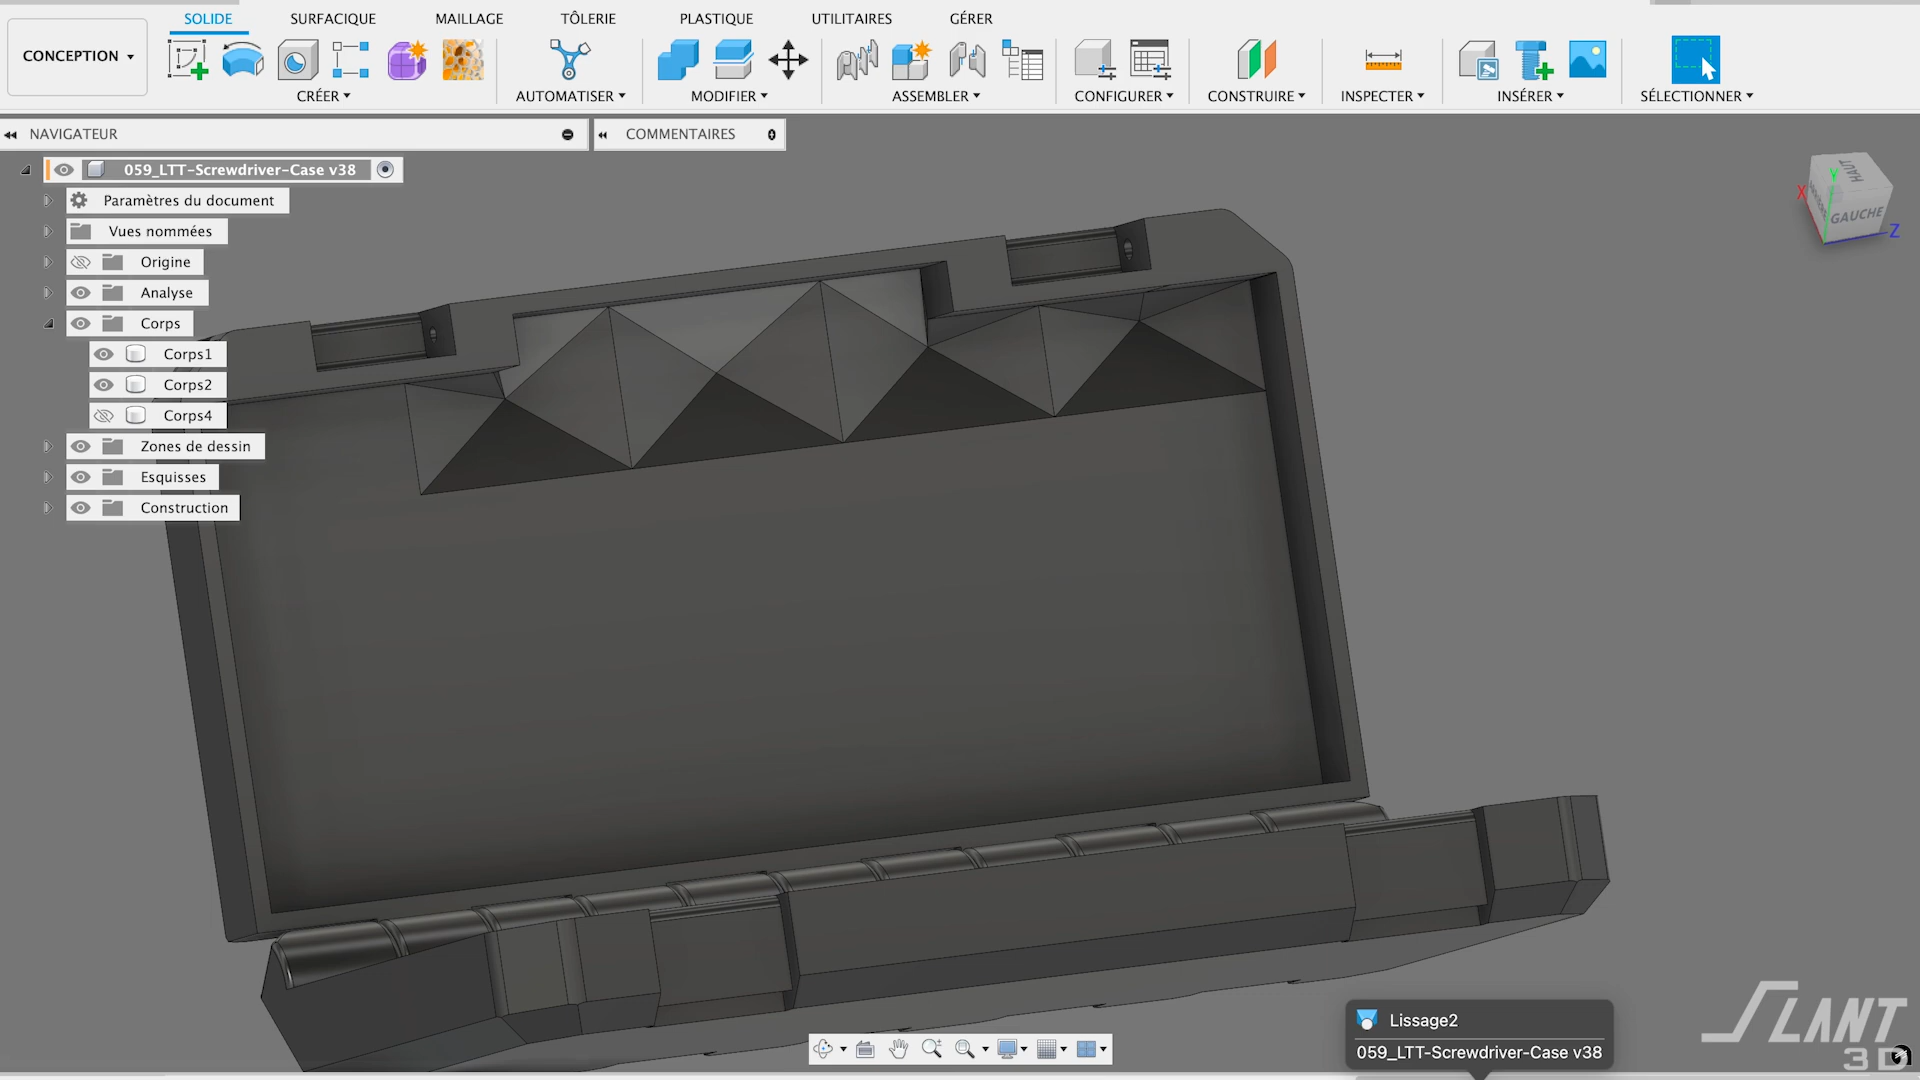 SOLIDE
SURFACIQUE
MAILLAGE
TÔLERIE
PLASTIQUE
UTILITAIRES
GÉRER
CONCEPTION
CRÉER
AUTOMATISER
MODIFIER
ASSEMBLER
CONFIGURER
CONSTRUIRE
INSPECTER
INSÉRER
SÉLECTIONNER
NAVIGATEUR
COMMENTAIRES
059_LTT-Screwdriver-Case v38
Paramètres du document
Vues nommées
Origine
Analyse
Corps
Corps1
Corps2
Corps4
Zones de dessin
Esquisses
Construction
HAUT
GAUCHE
X
Y
Z
Lissage2
059_LTT-Screwdriver-Case v38
SLANT
3D